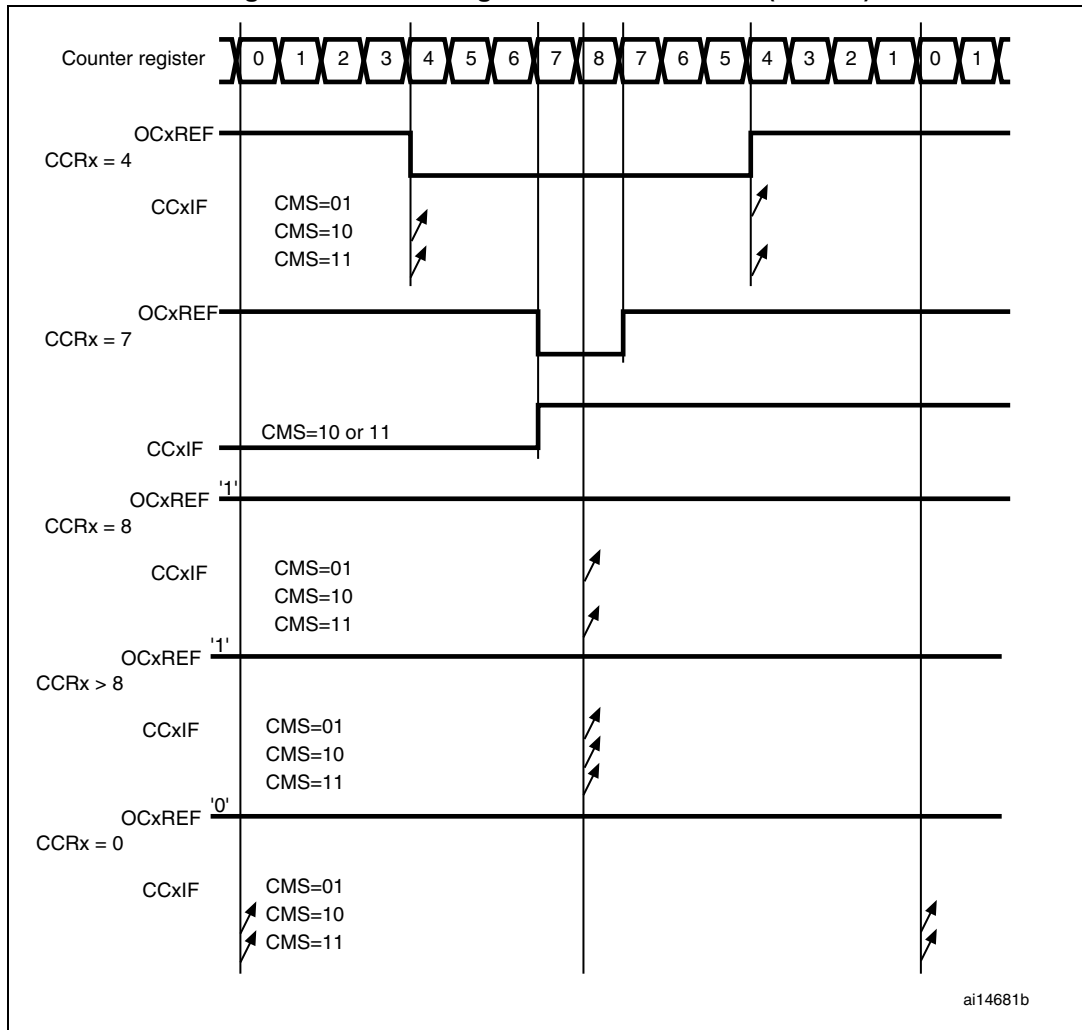 Counter register 0 1 2 3 4 5 6 7 8 7 6 5 4 3 2 1 0 1
OCxREF
CCRx = 4
CCxIF CMS=01
CMS=10
CMS=11
OCxREF
CCRx = 7
CMS=10 or 11
CCxIF
OCxREF '1'
CCRx = 8
CCxIF CMS=01
CMS=10
CMS=11
OCxREF '1'
CCRx > 8
CCxIF CMS=01
CMS=10
CMS=11
OCxREF '0'
CCRx = 0
CCxIF CMS=01
CMS=10
CMS=11
ai14681b